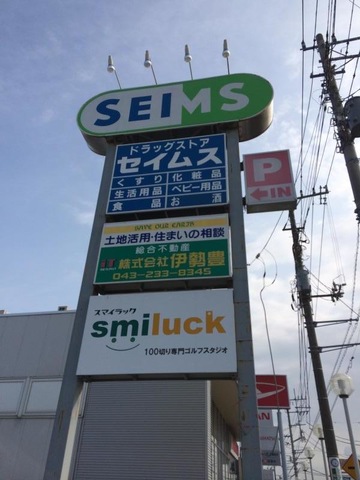 SEIMS
ドラッグストア
セイムス
くすり 化粧品
生活用品 ベビー用品
食品 お酒
P
IN
SAVE OUR EARTH
土地活用・住まいの相談
総合不動産
株式会社伊勢豊
043-233-8345
スマイラック
smiluck
100切り専門ゴルフスタジオ